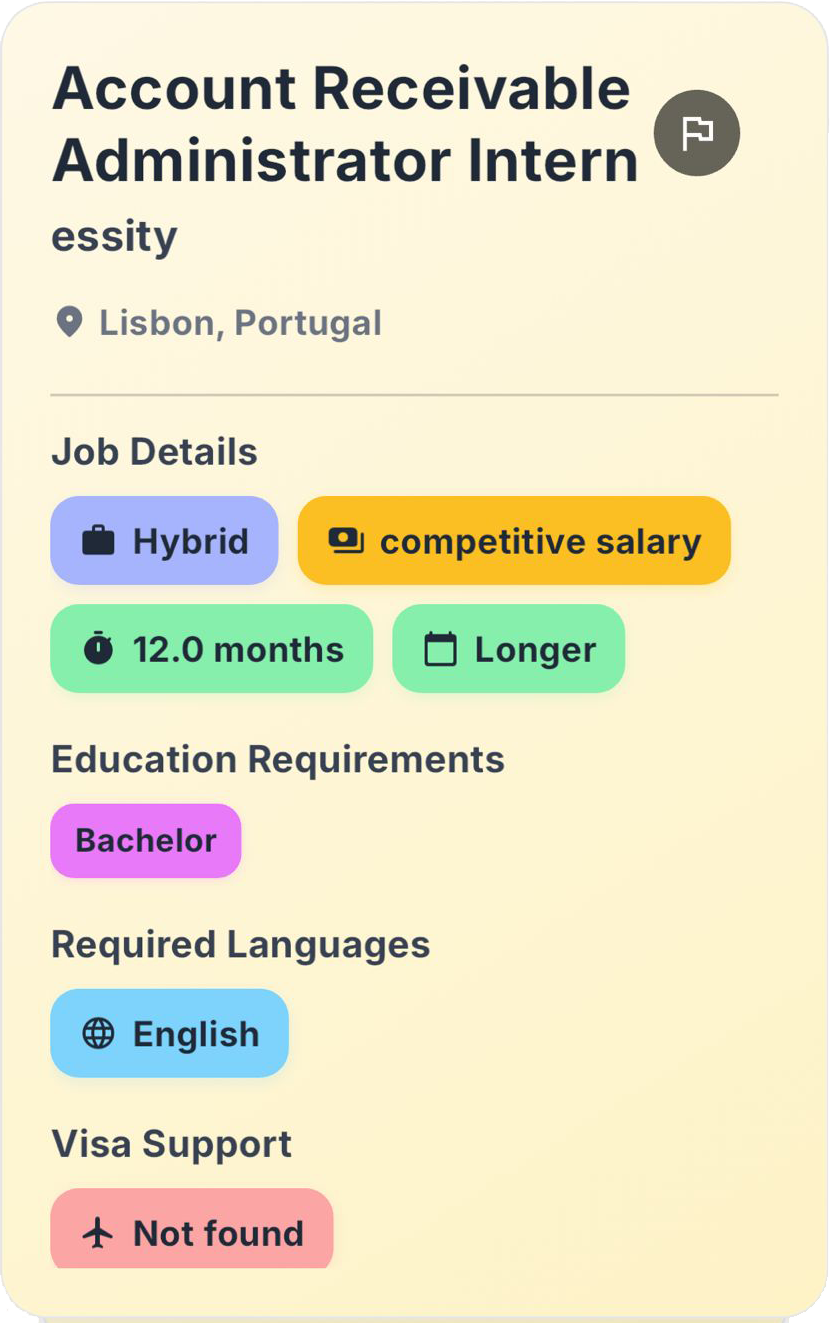 Account Receivable
Administrator Intern
essity
Lisbon, Portugal
Job Details
Hybrid
competitive salary
12.0 months
Longer
Education Requirements
Bachelor
Required Languages
English
Visa Support
Not found